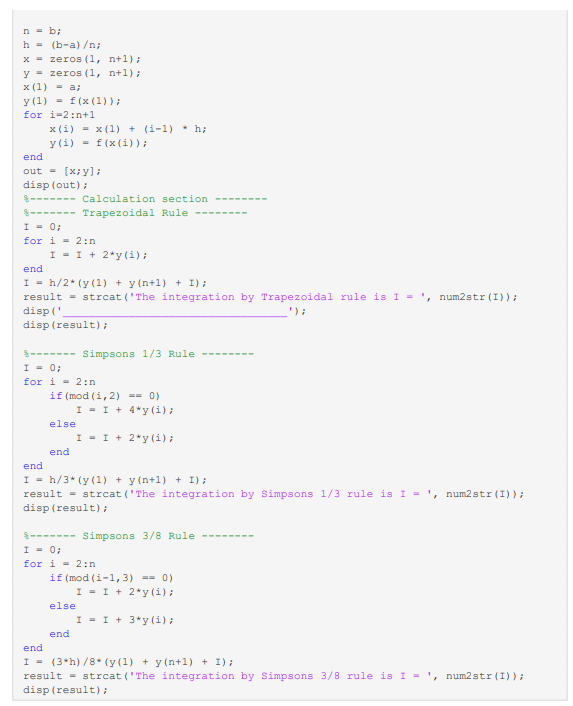 n = b;
h = (b-a)/n;
x = zeros(1, n+1);
y = zeros(1, n+1);
x(1) = a;
y(1) = f(x(1));
for i=2:n+1
    x(i) = x(1) + (i-1) * h;
    y(i) = f(x(i));
end
out = [x;y];
disp(out);
%------- Calculation section --------
%------- Trapezoidal Rule --------
I = 0;
for i = 2:n
    I = I + 2*y(i);
end
I = h/2*(y(1) + y(n+1) + I);
result = strcat('The integration by Trapezoidal rule is I = ', num2str(I));
disp('________________________________');
disp(result);
%------- Simpsons 1/3 Rule --------
I = 0;
for i = 2:n
    if(mod(i,2) == 0)
        I = I + 4*y(i);
    else
        I = I + 2*y(i);
    end
end
I = h/3*(y(1) + y(n+1) + I);
result = strcat('The integration by Simpsons 1/3 rule is I = ', num2str(I));
disp(result);
%------- Simpsons 3/8 Rule --------
I = 0;
for i = 2:n
    if(mod(i-1,3) == 0)
        I = I + 2*y(i);
    else
        I = I + 3*y(i);
    end
end
I = (3*h)/8*(y(1) + y(n+1) + I);
result = strcat('The integration by Simpsons 3/8 rule is I = ', num2str(I));
disp(result);